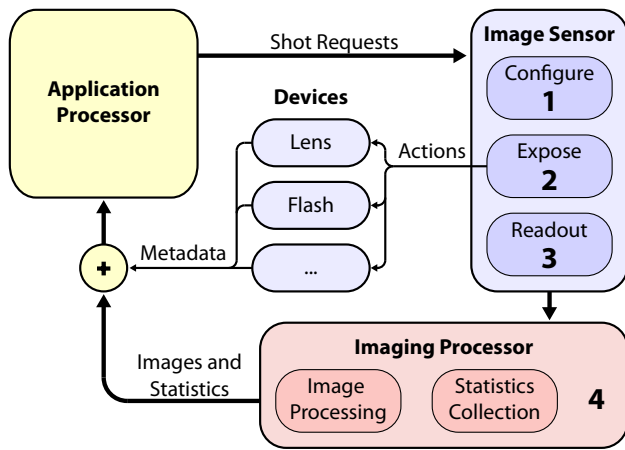 Shot Requests
Image Sensor
Configure
1
Application
Processor
Devices
Lens
Actions
Expose
2
Flash
Readout
3
Metadata
...
+
Imaging Processor
Images and
Statistics
Image
Processing
Statistics
Collection
4